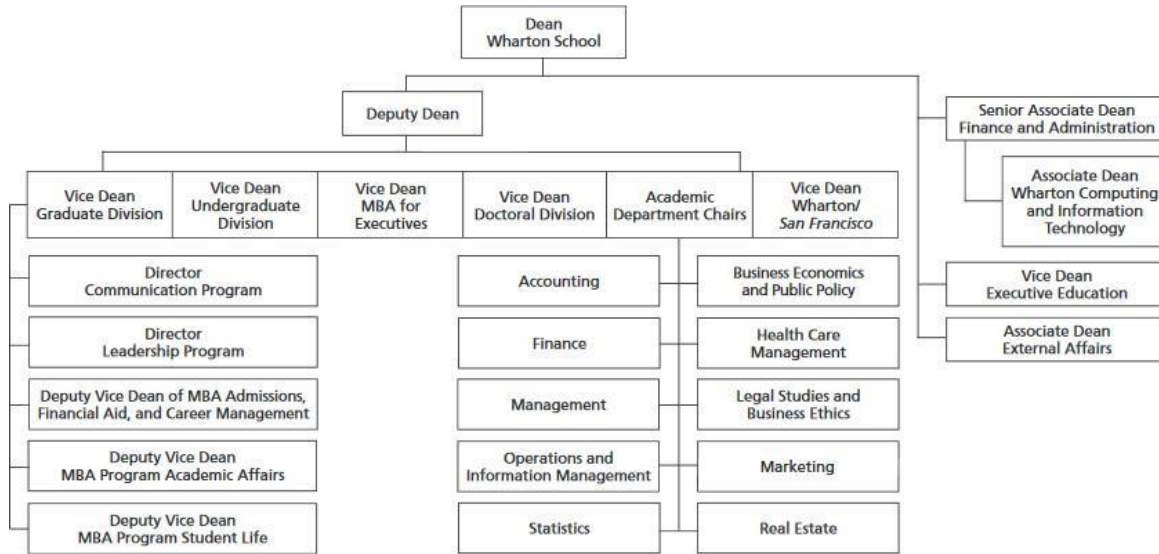 Dean
Wharton School
Deputy Dean
Senior Associate Dean
Finance and Administration
Associate Dean
Wharton Computing
and Information
Technology
Vice Dean
Executive Education
Associate Dean
External Affairs
Vice Dean
Graduate Division
Vice Dean
Undergraduate
Division
Vice Dean
MBA for
Executives
Vice Dean
Doctoral Division
Academic
Department Chairs
Vice Dean
Wharton/
San Francisco
Director
Communication Program
Director
Leadership Program
Deputy Vice Dean of MBA Admissions,
Financial Aid, and Career Management
Deputy Vice Dean
MBA Program Academic Affairs
Deputy Vice Dean
MBA Program Student Life
Accounting
Business Economics
and Public Policy
Finance
Health Care
Management
Management
Legal Studies and
Business Ethics
Operations and
Information Management
Marketing
Statistics
Real Estate